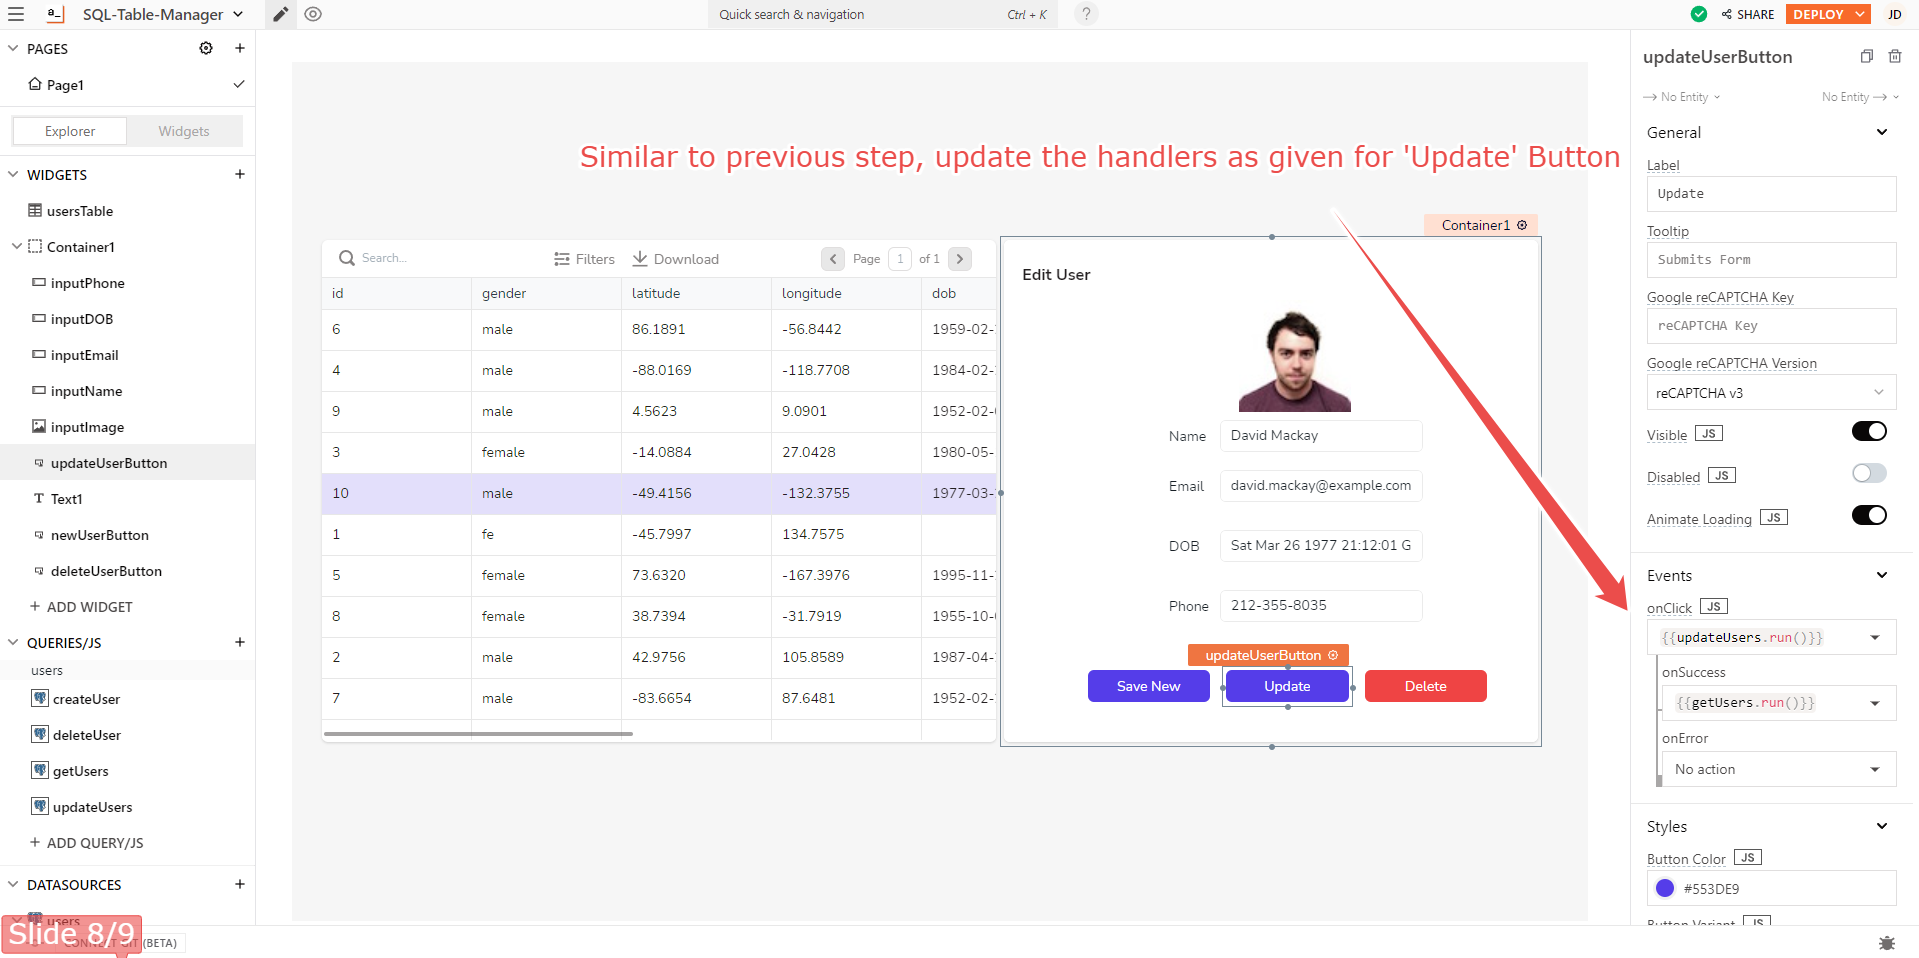 a_ SQL-Table-Manager Quick search & navigation Ctrl + K ? SHARE DEPLOY JD
PAGES
Page1
Explorer Widgets
WIDGETS
usersTable
Container1
inputPhone
inputDOB
inputEmail
inputName
inputImage
updateUserButton
Text1
newUserButton
deleteUserButton
ADD WIDGET
QUERIES/JS
users
createUser
deleteUser
getUsers
updateUsers
ADD QUERY/JS
DATASOURCES
users
Slide 8/9
CONNECT GIT (BETA)
Similar to previous step, update the handlers as given for 'Update' Button
Search... Filters Download Page 1 of 1
id gender latitude longitude dob
6 male 86.1891 -56.8442 1959-02-
4 male -88.0169 -118.7708 1984-02-
9 male 4.5623 9.0901 1952-02-
3 female -14.0884 27.0428 1980-05-
10 male -49.4156 -132.3755 1977-03-
1 fe -45.7997 134.7575
5 female 73.6320 -167.3976 1995-11-
8 female 38.7394 -31.7919 1955-10-
2 male 42.9756 105.8589 1987-04-
7 male -83.6654 87.6481 1952-02-
Container1
Edit User
Name David Mackay
Email david.mackay@example.com
DOB Sat Mar 26 1977 21:12:01 G
Phone 212-355-8035
updateUserButton
Save New Update Delete
updateUserButton
No Entity No Entity
General
Label
Update
Tooltip
Submits Form
Google reCAPTCHA Key
reCAPTCHA Key
Google reCAPTCHA Version
reCAPTCHA v3
Visible JS
Disabled JS
Animate Loading JS
Events
onClick JS
{{updateUsers.run()}}
onSuccess
{{getUsers.run()}}
onError
No action
Styles
Button Color JS
#553DE9
Button Variant JS